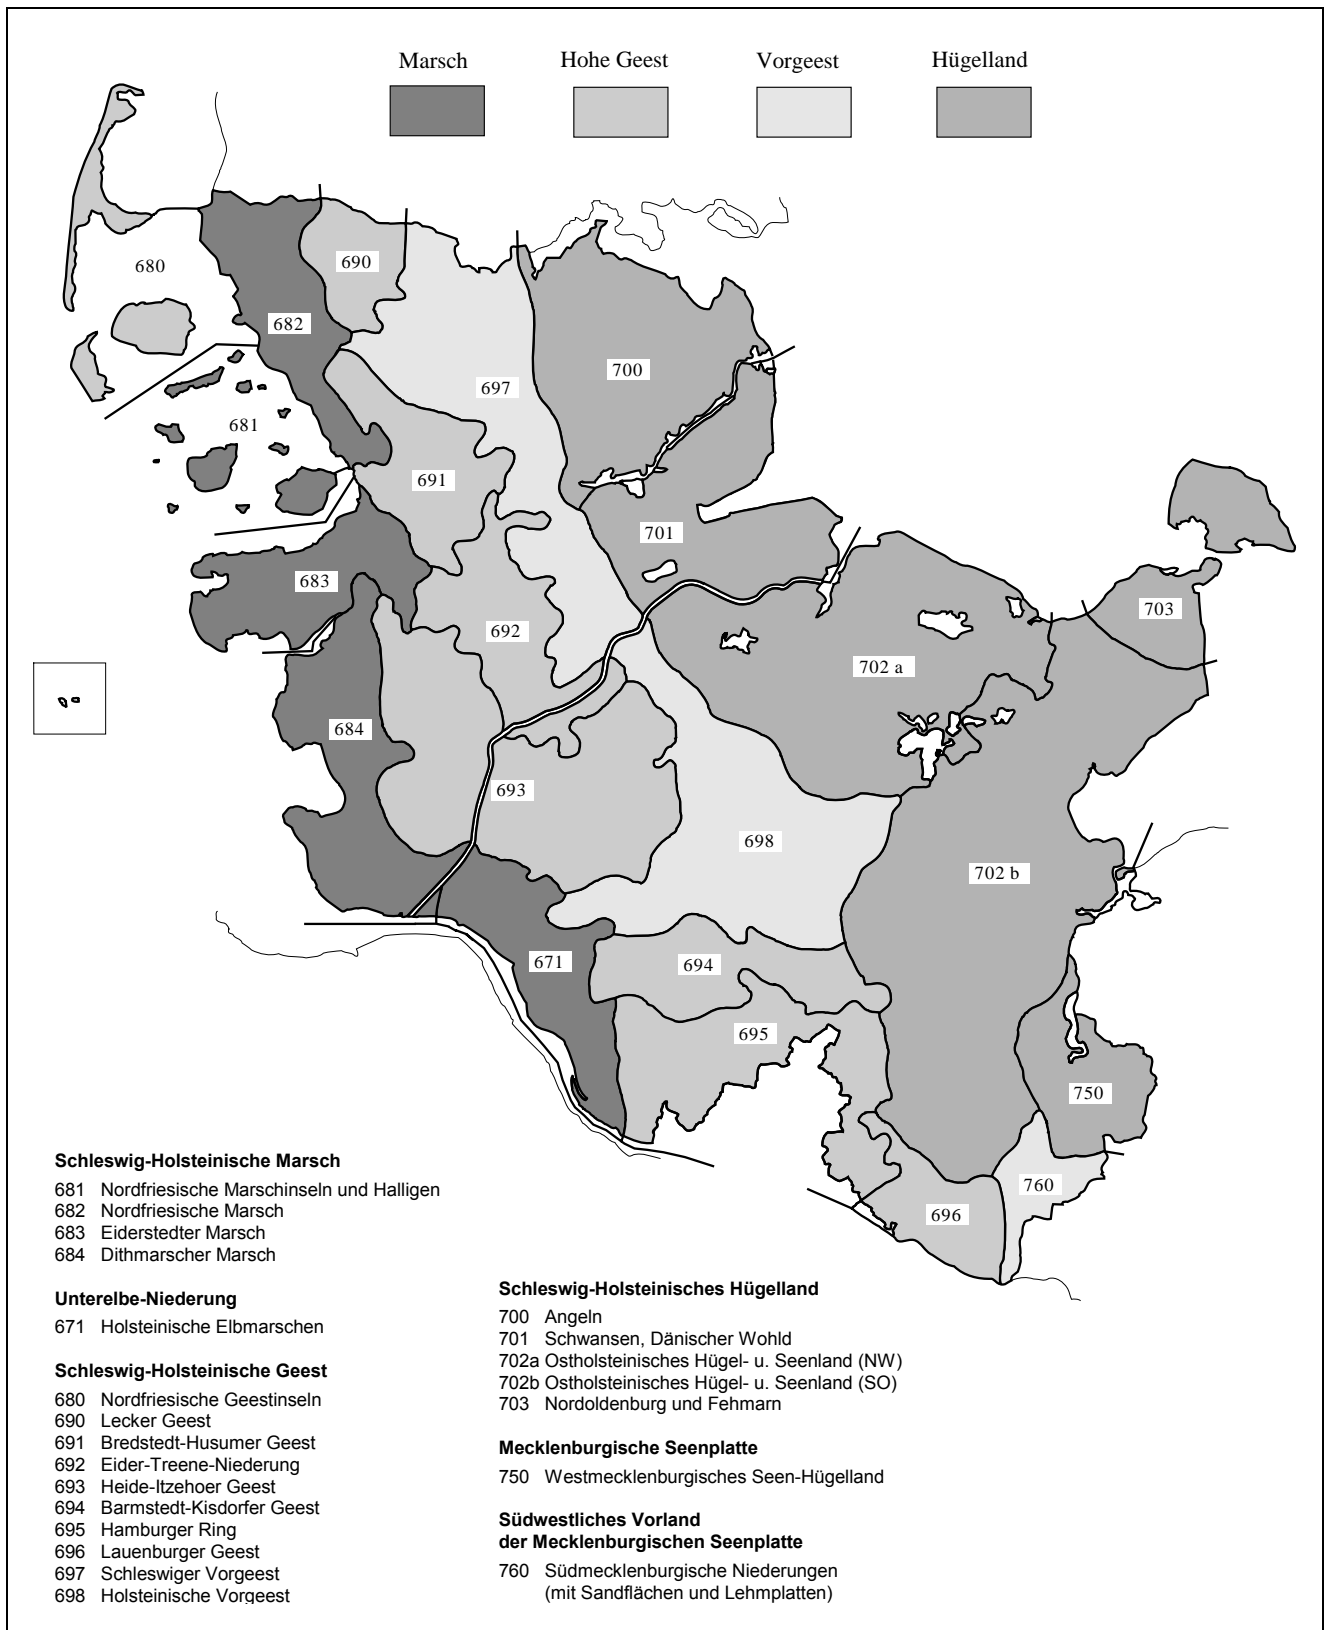 Marsch Hohe Geest Vorgeest Hügelland
680
690
682
700
697
681
691
701
683
703
692
702 a
684
693
698
702 b
671
694
695
750
760
696
Schleswig-Holsteinische Marsch
681 Nordfriesische Marschinseln und Halligen
682 Nordfriesische Marsch
683 Eiderstedter Marsch
684 Dithmarscher Marsch
Unterelbe-Niederung
671 Holsteinische Elbmarschen
Schleswig-Holsteinische Geest
680 Nordfriesische Geestinseln
690 Lecker Geest
691 Bredstedt-Husumer Geest
692 Eider-Treene-Niederung
693 Heide-Itzehoer Geest
694 Barmstedt-Kisdorfer Geest
695 Hamburger Ring
696 Lauenburger Geest
697 Schleswiger Vorgeest
698 Holsteinische Vorgeest
Schleswig-Holsteinisches Hügelland
700 Angeln
701 Schwansen, Dänischer Wohld
702a Ostholsteinisches Hügel- u. Seenland (NW)
702b Ostholsteinisches Hügel- u. Seenland (SO)
703 Nordoldenburg und Fehmarn
Mecklenburgische Seenplatte
750 Westmecklenburgisches Seen-Hügelland
Südwestliches Vorland
der Mecklenburgischen Seenplatte
760 Südmecklenburgische Niederungen
(mit Sandflächen und Lehmplatten)